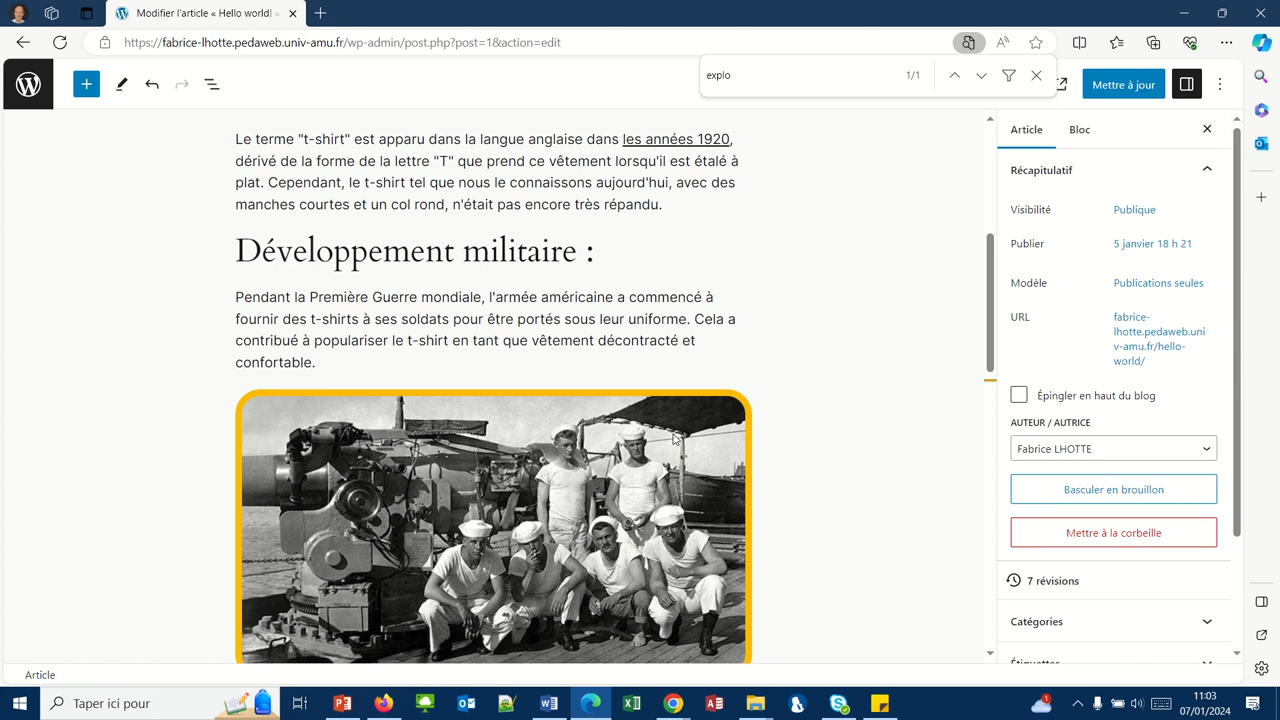 Modifier l'article « Hello world! »
https://fabrice-lhotte.pedaweb.univ-amu.fr/wp-admin/post.php?post=1&action=edit
explo
1/1
Mettre à jour
Le terme "t-shirt" est apparu dans la langue anglaise dans les années 1920,
dérivé de la forme de la lettre "T" que prend ce vêtement lorsqu'il est étalé à
plat. Cependant, le t-shirt tel que nous le connaissons aujourd'hui, avec des
manches courtes et un col rond, n'était pas encore très répandu.
Développement militaire :
Pendant la Première Guerre mondiale, l'armée américaine a commencé à
fournir des t-shirts à ses soldats pour être portés sous leur uniforme. Cela a
contribué à populariser le t-shirt en tant que vêtement décontracté et
confortable.
Article
Bloc
Récapitulatif
Visibilité
Publique
Publier
5 janvier 18 h 21
Modèle
Publications seules
URL
fabrice-
lhotte.pedaweb.uni
v-amu.fr/hello-
world/
Épingler en haut du blog
AUTEUR / AUTRICE
Fabrice LHOTTE
Basculer en brouillon
Mettre à la corbeille
7 révisions
Catégories
Étiquettes
Article
Taper ici pour
11:03
07/01/2024